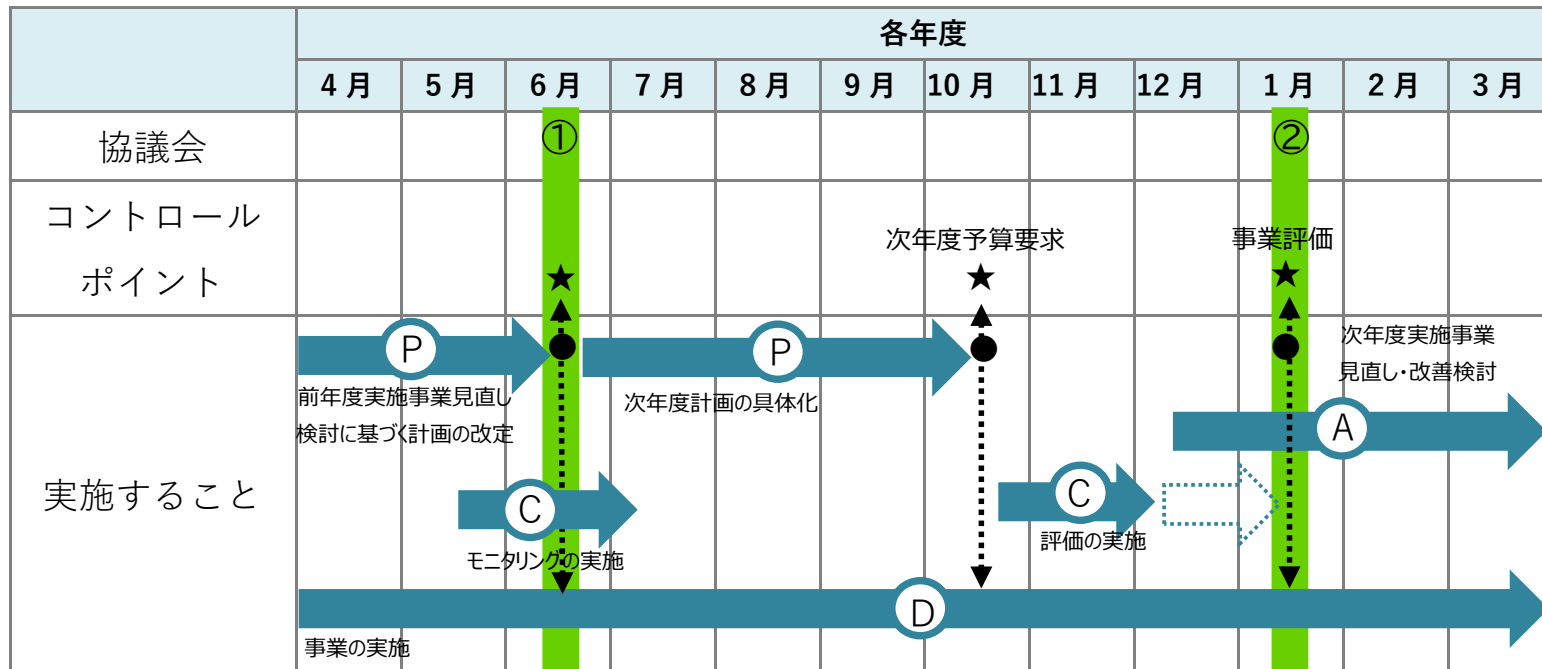 各年度
4月 5月 6月 7月 8月 9月 10月 11月 12月 1月 2月 3月
協議会
① ②
コントロール
ポイント
次年度予算要求
事業評価
★ ★ ★
実施すること
P
前年度実施事業見直し
検討に基づく計画の改定
P
次年度計画の具体化
次年度実施事業
見直し・改善検討
A
C
モニタリングの実施
C
評価の実施
D
事業の実施